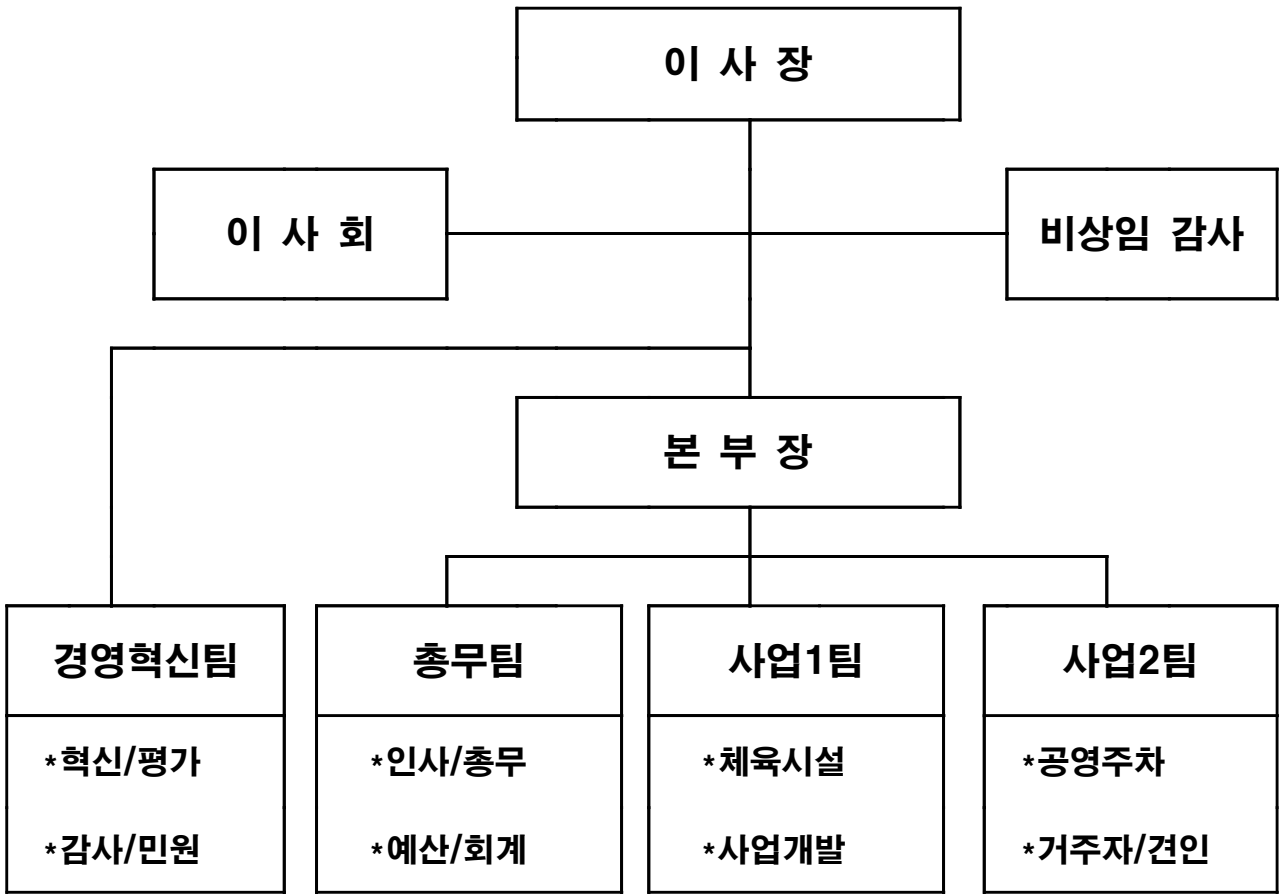 이 사 장
이 사 회
비상임 감사
본 부 장
경영혁신팀
*혁신/평가
*감사/민원
총무팀
*인사/총무
*예산/회계
사업1팀
*체육시설
*사업개발
사업2팀
*공영주차
*거주자/견인